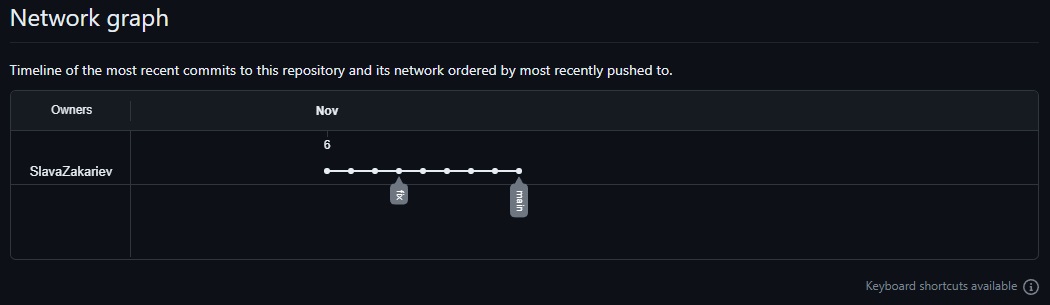 Network graph
Timeline of the most recent commits to this repository and its network ordered by most recently pushed to.
Owners
Nov
6
SlavaZakariev
fix
main
Keyboard shortcuts available